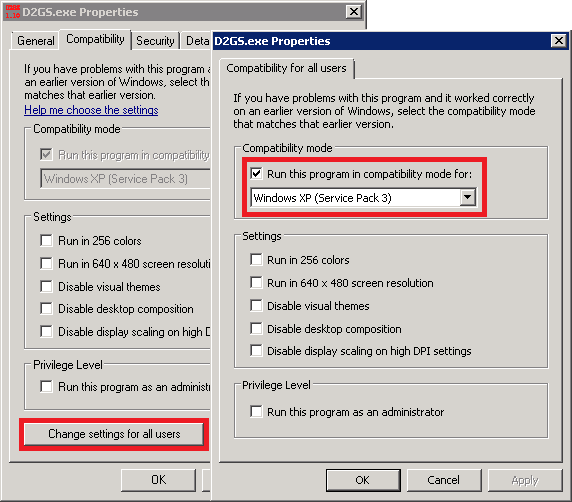 D2GS.exe Properties
General
Compatibility
Security
If you have problems with this program
an earlier version of Windows, select the
matches that earlier version.
Help me choose the settings
Compatibility mode
Run this program in compatibility
Windows XP (Service Pack 3)
Settings
Run in 256 colors
Run in 640 x 480 screen
Disable visual themes
Disable desktop composition
Disable display scaling on high
Privilege Level
Run this program as an
Change settings for all users
OK
D2GS.exe Properties
Compatibility for all users
If you have problems with this program and it worked correctly
on an earlier version of Windows, select the compatibility mode
that matches that earlier version.
Compatibility mode
Run this program in compatibility mode for:
Windows XP (Service Pack 3)
Settings
Run in 256 colors
Run in 640 x 480 screen resolution
Disable visual themes
Disable desktop composition
Disable display scaling on high DPI settings
Privilege Level
Run this program as an administrator
OK
Cancel
Apply